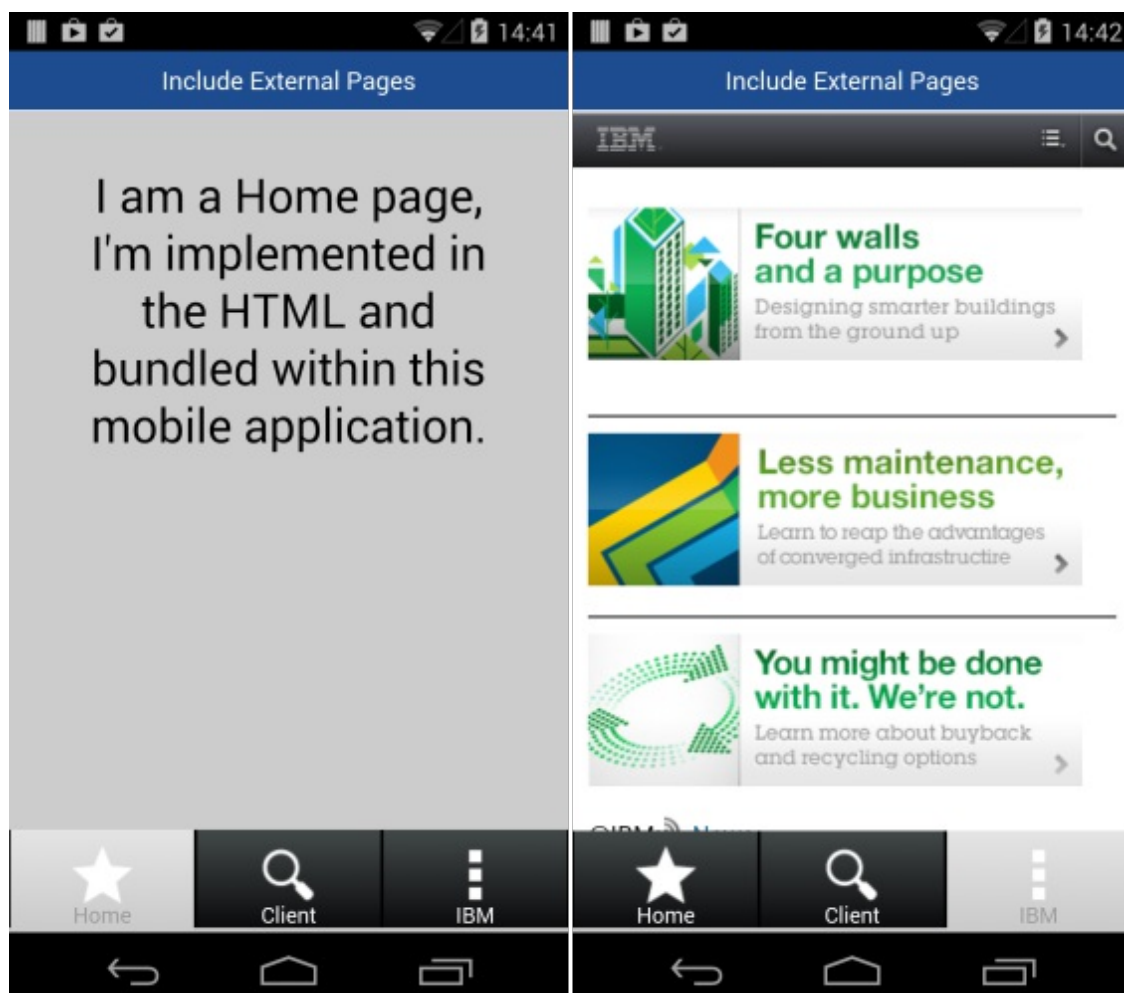 14:41
Include External Pages
I am a Home page,
I'm implemented in
the HTML and
bundled within this
mobile application.
Home
Client
IBM
14:42
Include External Pages
IBM
Four walls
and a purpose
Designing smarter buildings
from the ground up
Less maintenance,
more business
Learn to reap the advantages
of converged infrastructire
You might be done
with it. We're not.
Learn more about buyback
and recycling options
Home
Client
IBM